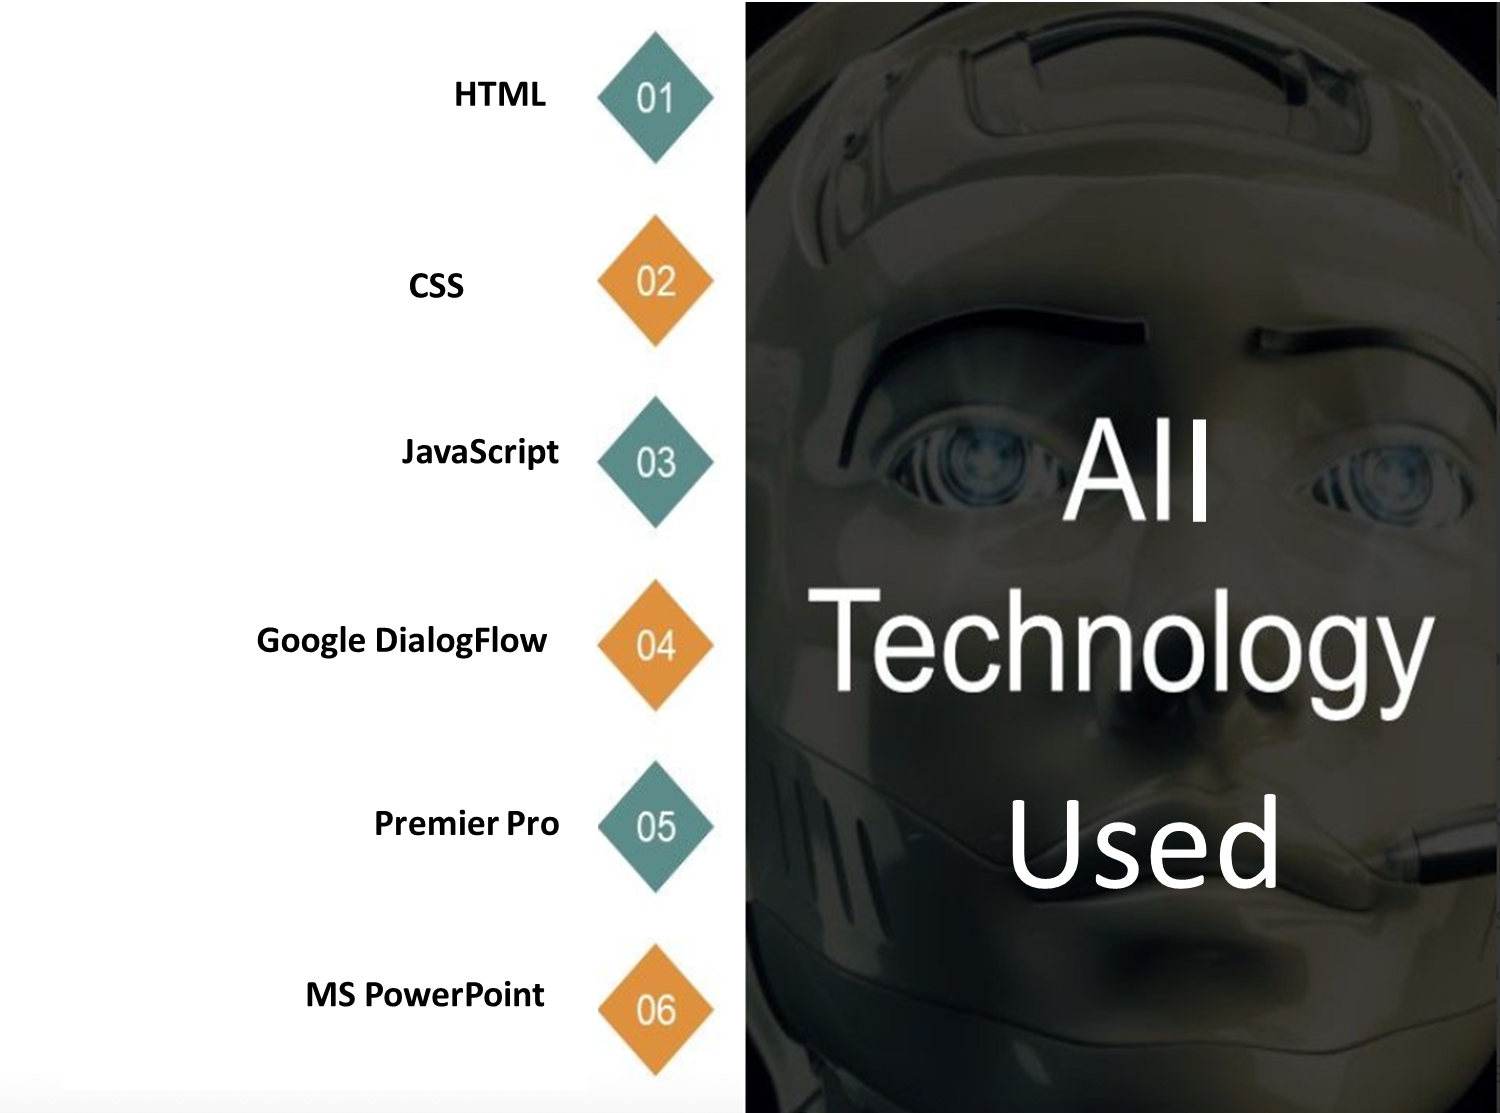 HTML 01
CSS 02
JavaScript 03
Google DialogFlow 04
Premier Pro 05
MS PowerPoint 06
All
Technology
Used